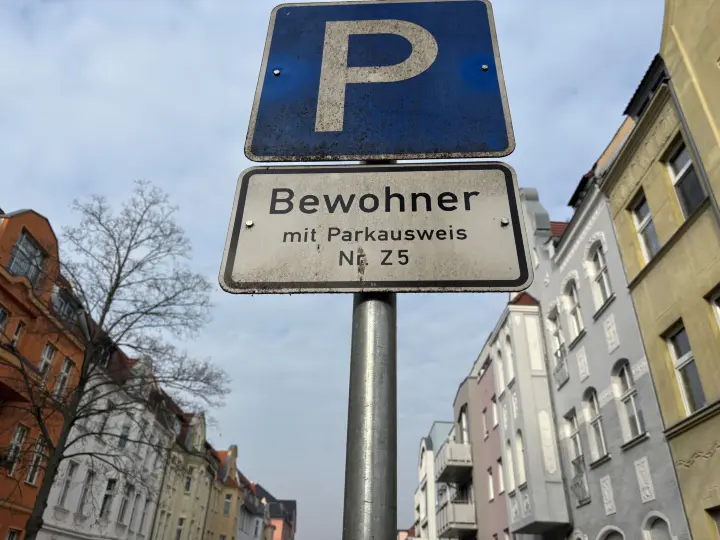 P
Bewohner
mit Parkausweis
Nr. Z5